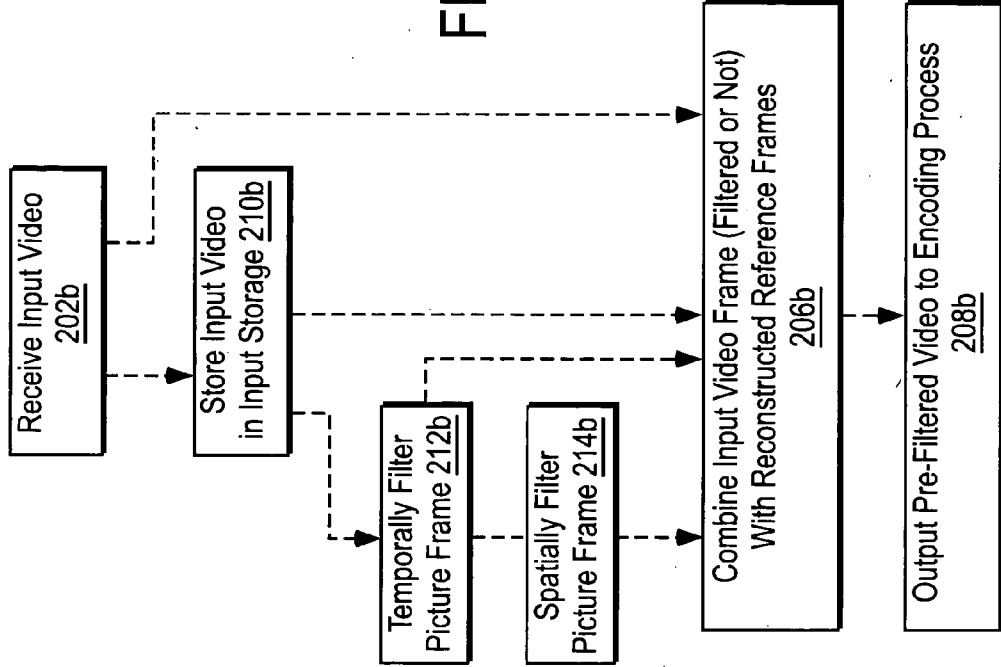 Receive Input Video
202b
Store Input Video
in Input Storage 210b
Temporally Filter
Picture Frame 212b
Spatially Filter
Picture Frame 214b
Combine Input Video Frame (Filtered or Not)
With Reconstructed Reference Frames
206b
Output Pre-Filtered Video to Encoding Process
208b